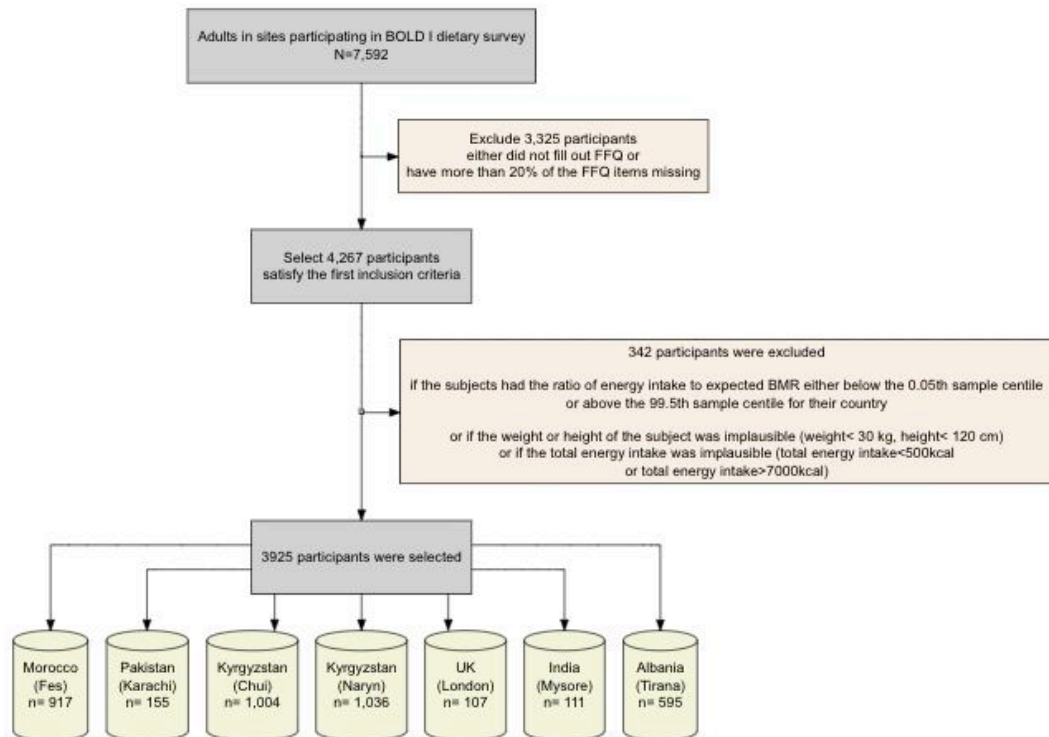 Adults in sites participating in BOLD I dietary survey
N=7,592
Exclude 3,325 participants
either did not fill out FFQ or
have more than 20% of the FFQ items missing
Select 4,267 participants
satisfy the first inclusion criteria
342 participants were excluded
if the subjects had the ratio of energy intake to expected BMR either below the 0.05th sample centile
or above the 99.5th sample centile for their country
or if the weight or height of the subject was implausible (weight< 30 kg, height< 120 cm)
or if the total energy intake was implausible (total energy intake<500kcal
or total energy intake>7000kcal)
3925 participants were selected
Morocco
(Fes)
n= 917
Pakistan
(Karachi)
n= 155
Kyrgyzstan
(Chui)
n= 1,004
Kyrgyzstan
(Naryn)
n= 1,036
UK
(London)
n= 107
India
(Mysore)
n= 111
Albania
(Tirana)
n= 595